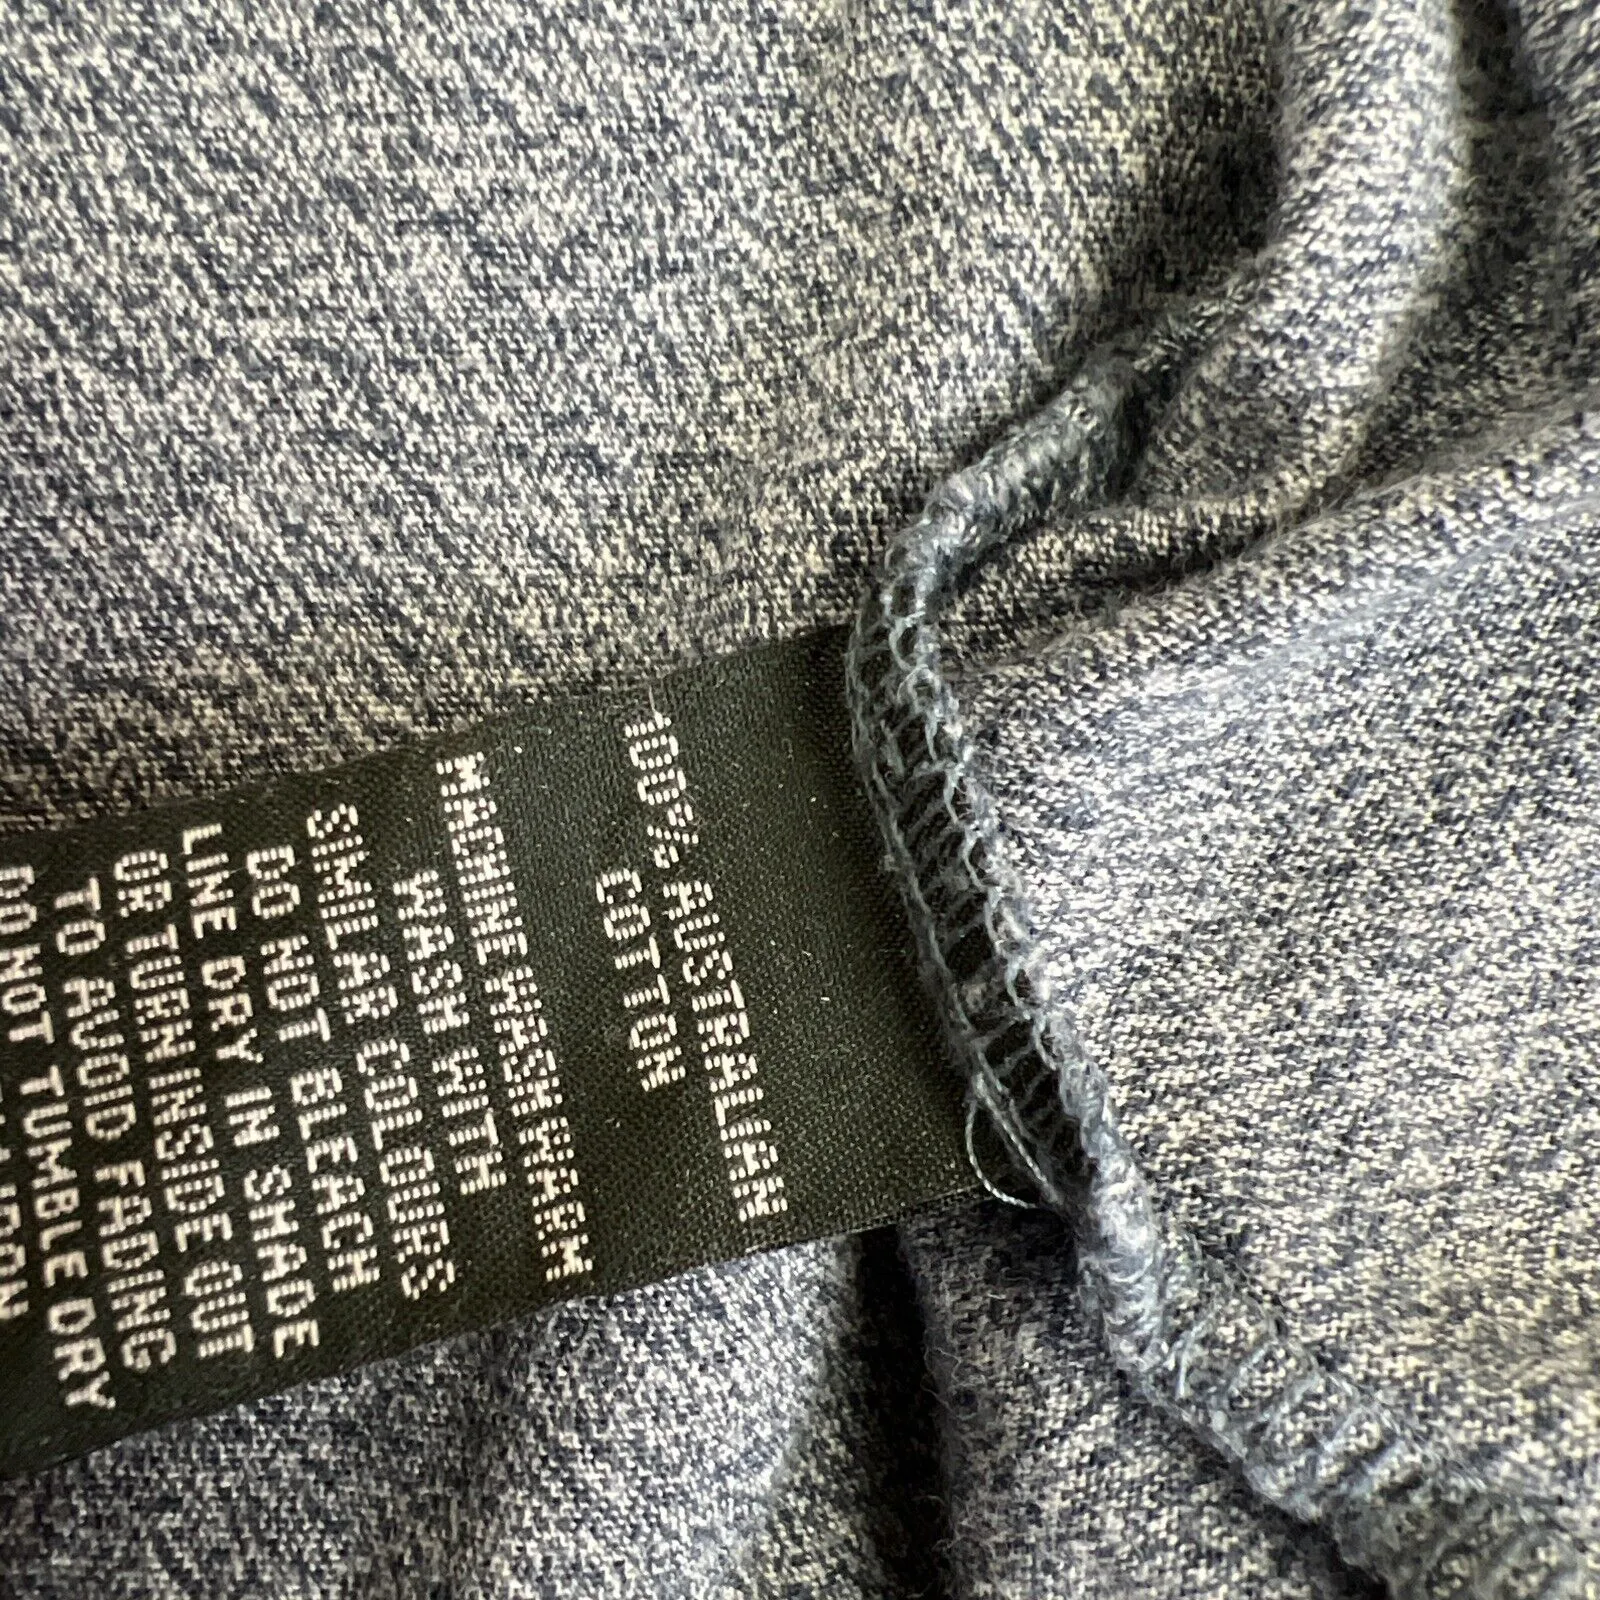 100% AUSTRALIAN
COTTON
MACHINE WASH WARM
WASH WITH
SIMILAR COLOURS
DO NOT BLEACH
LINE DRY IN SHADE
OR TURN INSIDE OUT
TO AVOID FADING
DO NOT TUMBLE DRY